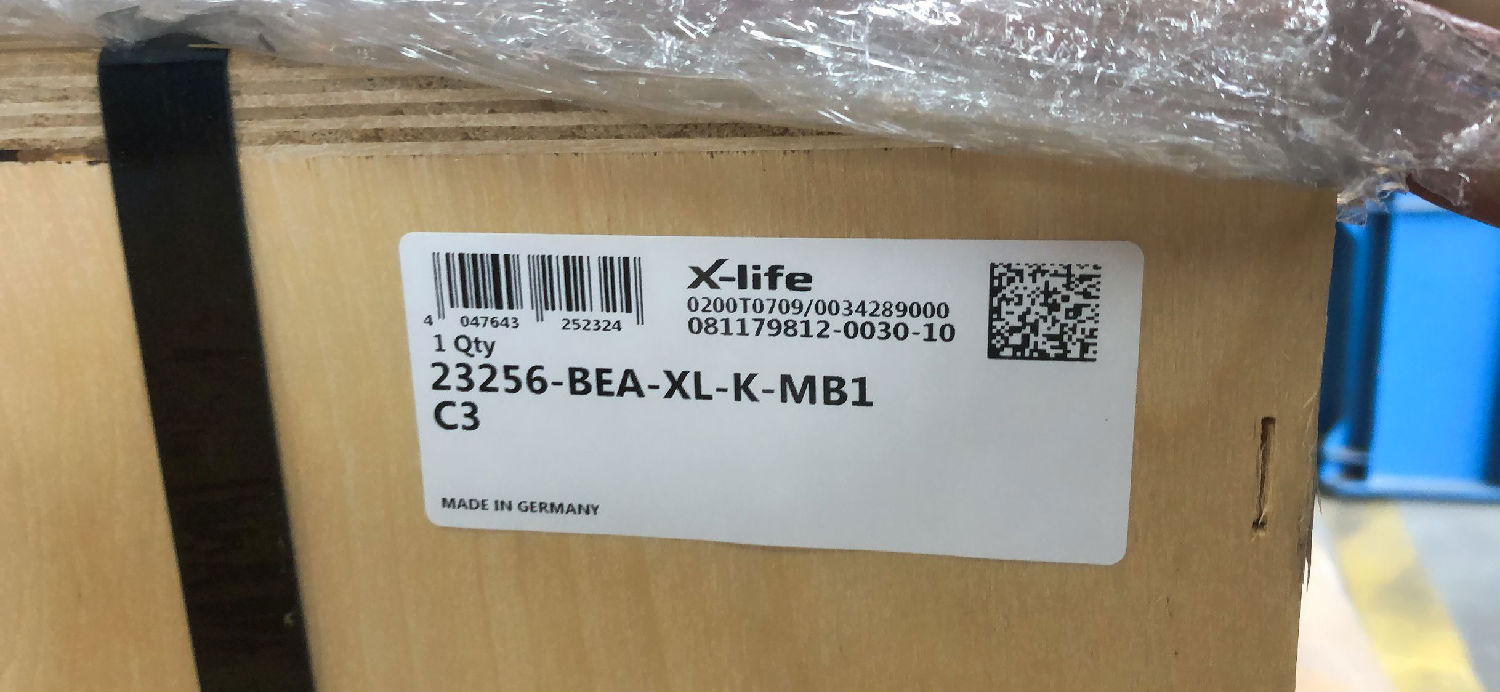 X-life
0200T0709/0034289000
081179812-0030-10
4 047643 252324
1 Qty
23256-BEA-XL-K-MB1
C3
MADE IN GERMANY